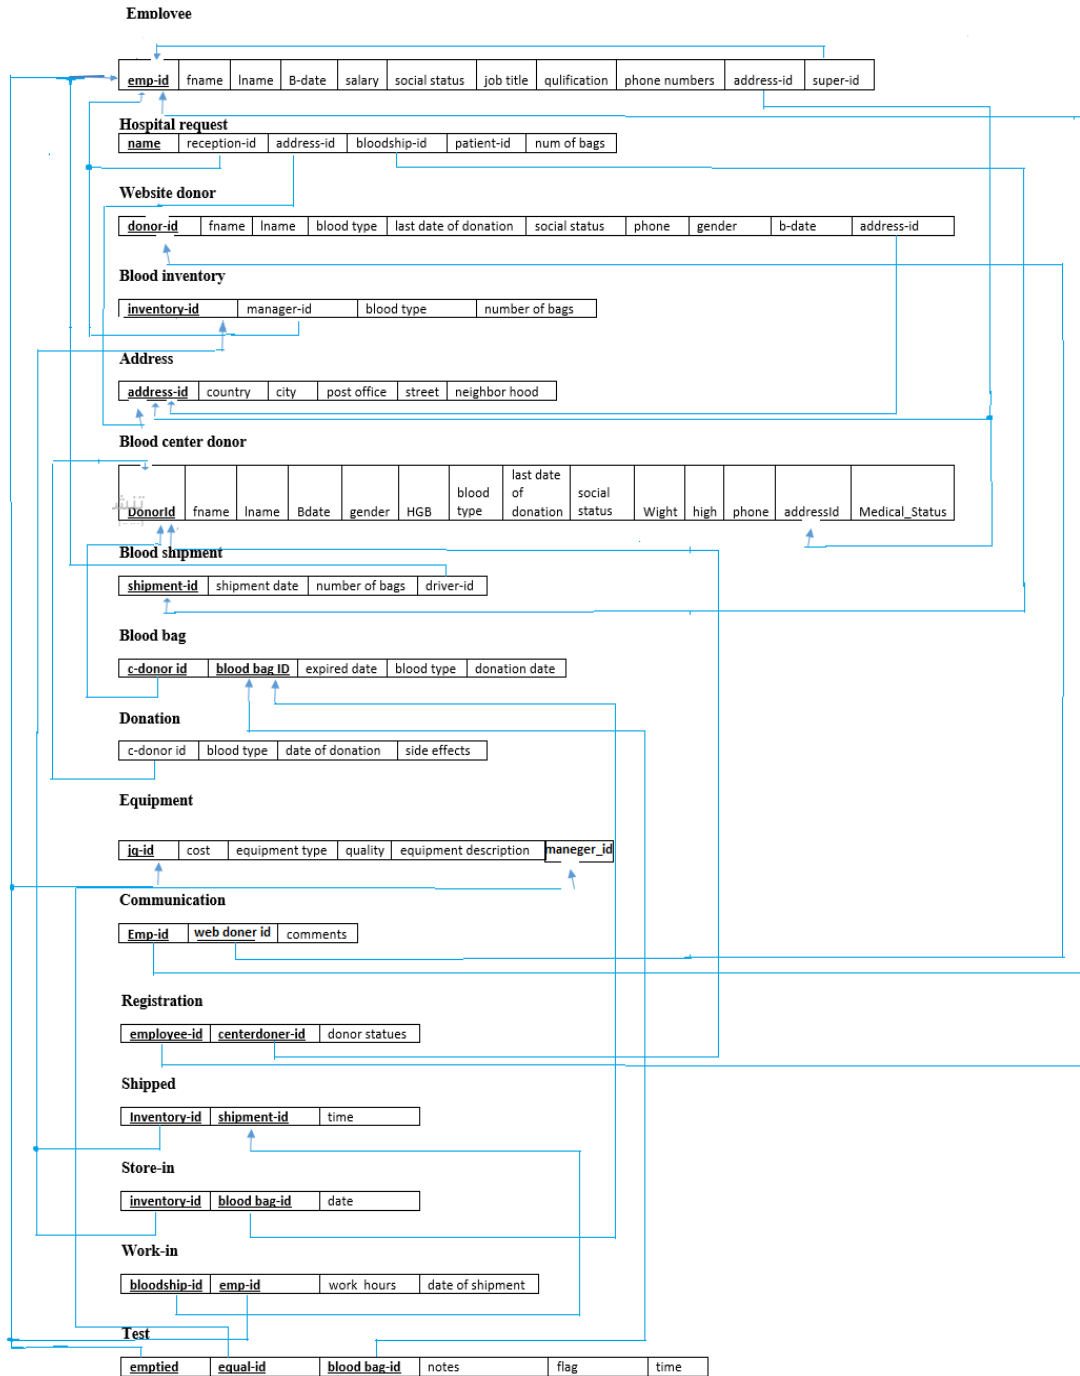 Employee
emp-id fname lname B-date salary social status job title qulification phone numbers address-id super-id
Hospital request
name reception-id address-id bloodship-id patient-id num of bags
Website donor
donor-id fname lname blood type last date of donation social status phone gender b-date address-id
Blood inventory
inventory-id manager-id blood type number of bags
Address
address-id country city post office street neighbor hood
Blood center donor
DonorId fname lname Bdate gender HGB blood type last date of donation social status Wight high phone addressId Medical_Status
Blood shipment
shipment-id shipment date number of bags driver-id
Blood bag
c-donor id blood bag ID expired date blood type donation date
Donation
c-donor id blood type date of donation side effects
Equipment
jq-id cost equipment type quality equipment description maneger_id
Communication
Emp-id web doner id comments
Registration
employee-id centerdoner-id donor statues
Shipped
Inventory-id shipment-id time
Store-in
inventory-id blood bag-id date
Work-in
bloodship-id emp-id work hours date of shipment
Test
emptied equal-id blood bag-id notes flag time